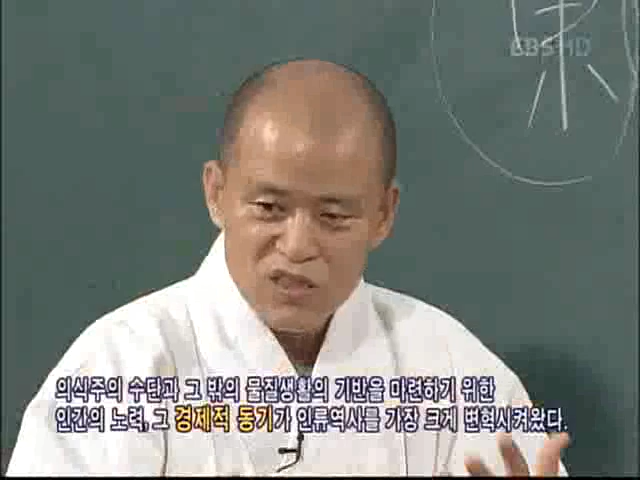 EBS HD
東
의식주의 수단과 그 밖의 물질생활의 기반을 마련하기 위한
인간의 노력, 그 경제적 동기가 인류역사를 가장 크게 변혁시켜왔다.